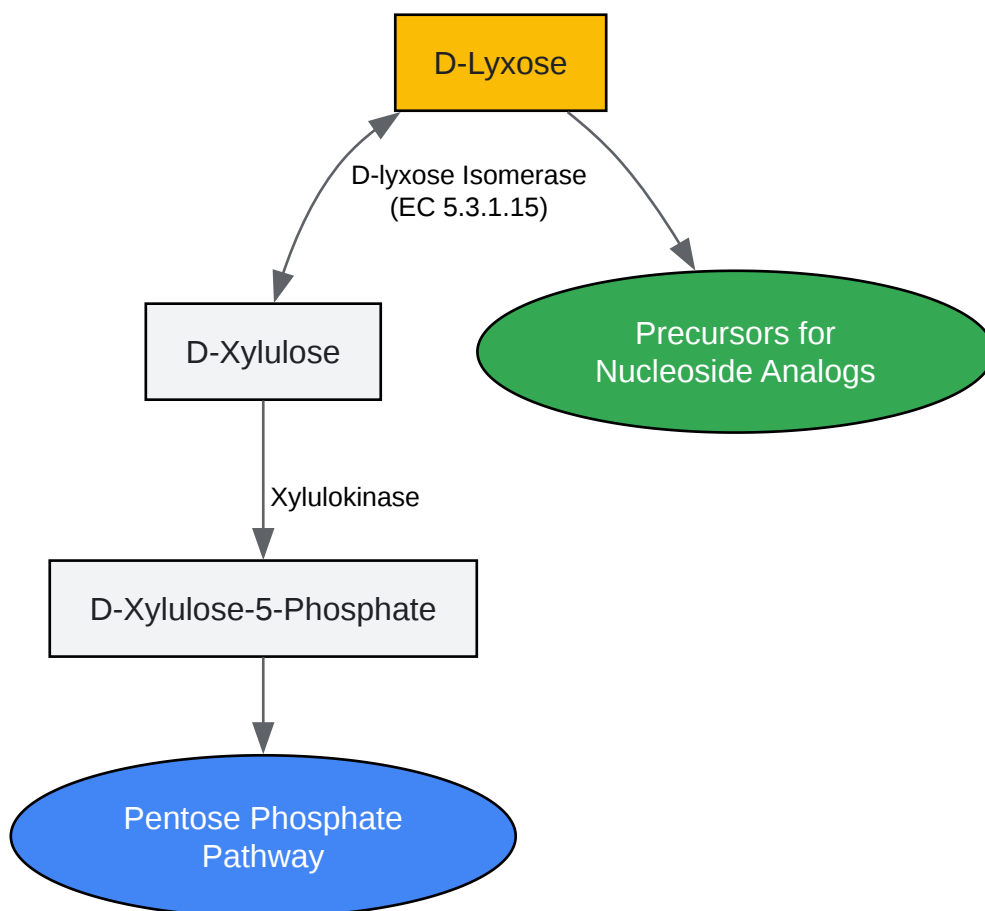 D-Lyxose
D-lyxose Isomerase
(EC 5.3.1.15)
D-Xylulose
Precursors for
Nucleoside Analogs
Xylulokinase
D-Xylulose-5-Phosphate
Pentose Phosphate
Pathway